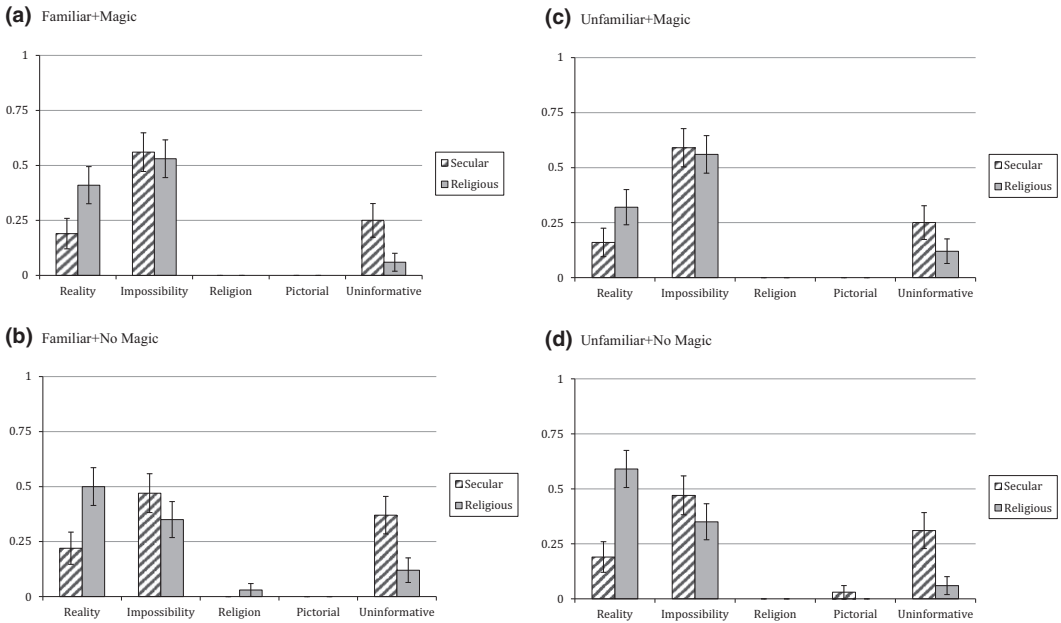 (a) Familiar+Magic
1
0.75
0.5
0.25
0
Reality Impossibility Religion Pictorial Uninformative
Secular
Religious
(c) Unfamiliar+Magic
1
0.75
0.5
0.25
0
Reality Impossibility Religion Pictorial Uninformative
Secular
Religious
(b) Familiar+No Magic
1
0.75
0.5
0.25
0
Reality Impossibility Religion Pictorial Uninformative
Secular
Religious
(d) Unfamiliar+No Magic
1
0.75
0.5
0.25
0
Reality Impossibility Religion Pictorial Uninformative
Secular
Religious